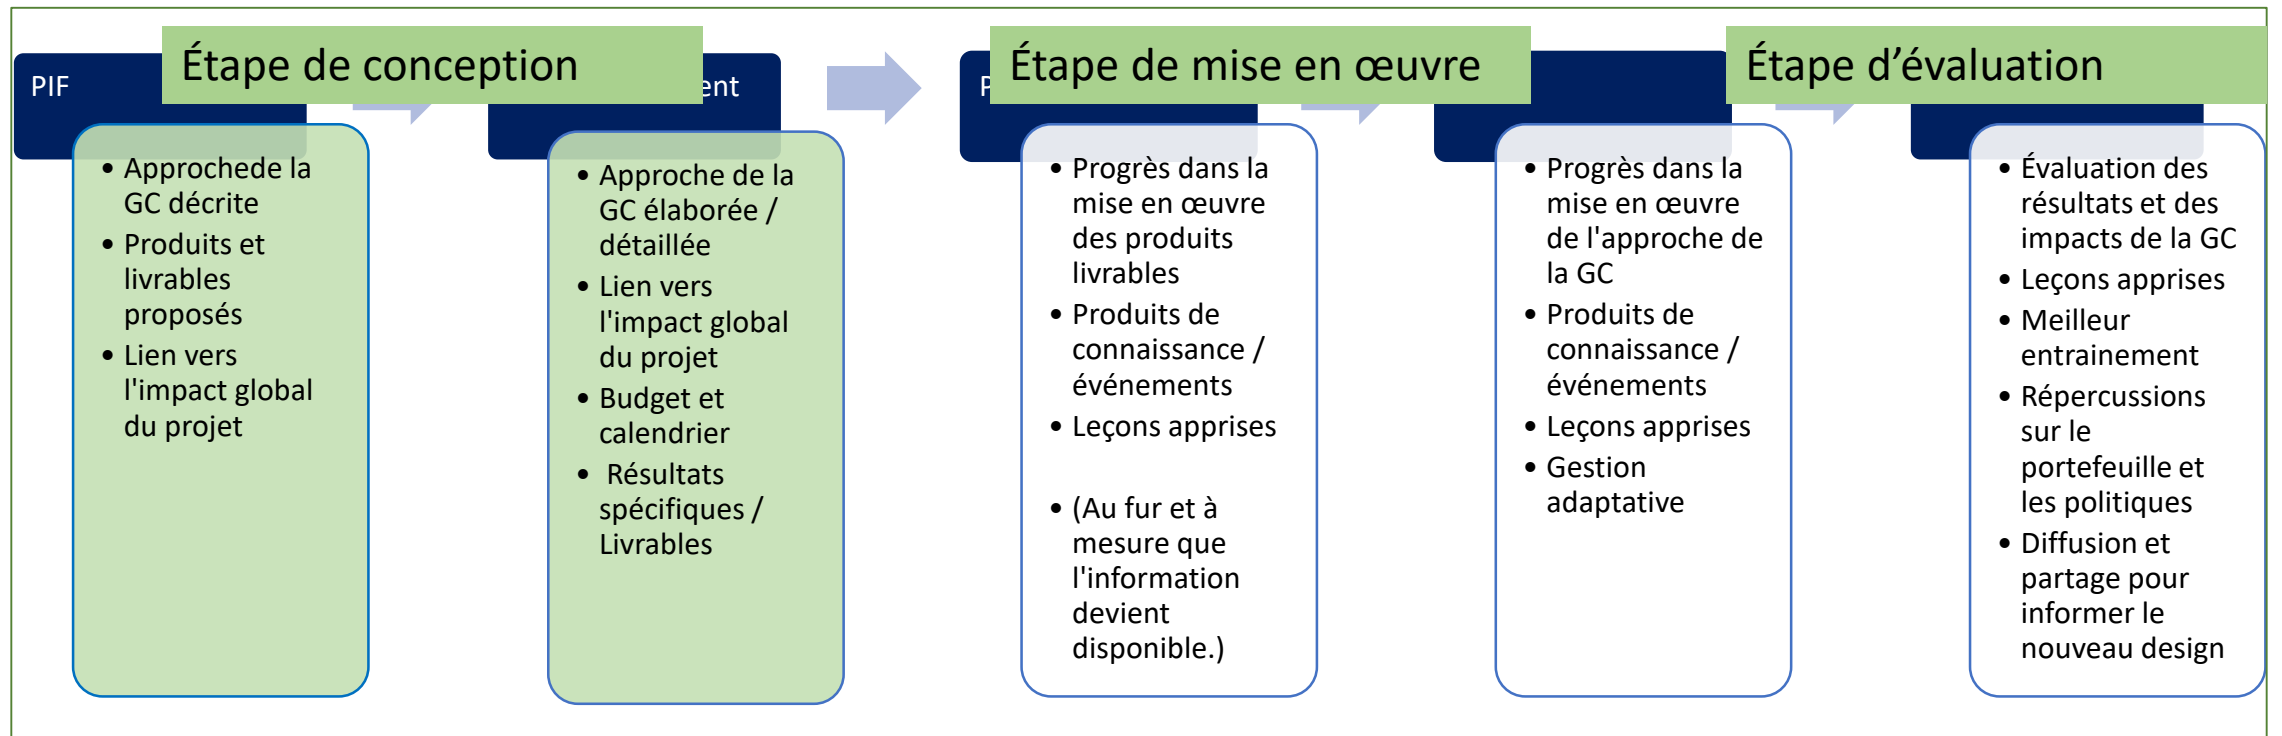 Étape de conception
Étape de mise en œuvre
Étape d’évaluation
PIF
• Approchede la
GC décrite
• Produits et
livrables
proposés
• Lien vers
l'impact global
du projet
ent
• Approche de la
GC élaborée /
détaillée
• Lien vers
l'impact global
du projet
• Budget et
calendrier
• Résultats
spécifiques /
Livrables
P
• Progrès dans la
mise en œuvre
des produits
livrables
• Produits de
connaissance /
événements
• Leçons apprises
• (Au fur et à
mesure que
l'information
devient
disponible.)
• Progrès dans la
mise en œuvre
de l'approche de
la GC
• Produits de
connaissance /
événements
• Leçons apprises
• Gestion
adaptative
• Évaluation des
résultats et des
impacts de la GC
• Leçons apprises
• Meilleur
entrainement
• Répercussions
sur le
portefeuille et
les politiques
• Diffusion et
partage pour
informer le
nouveau design